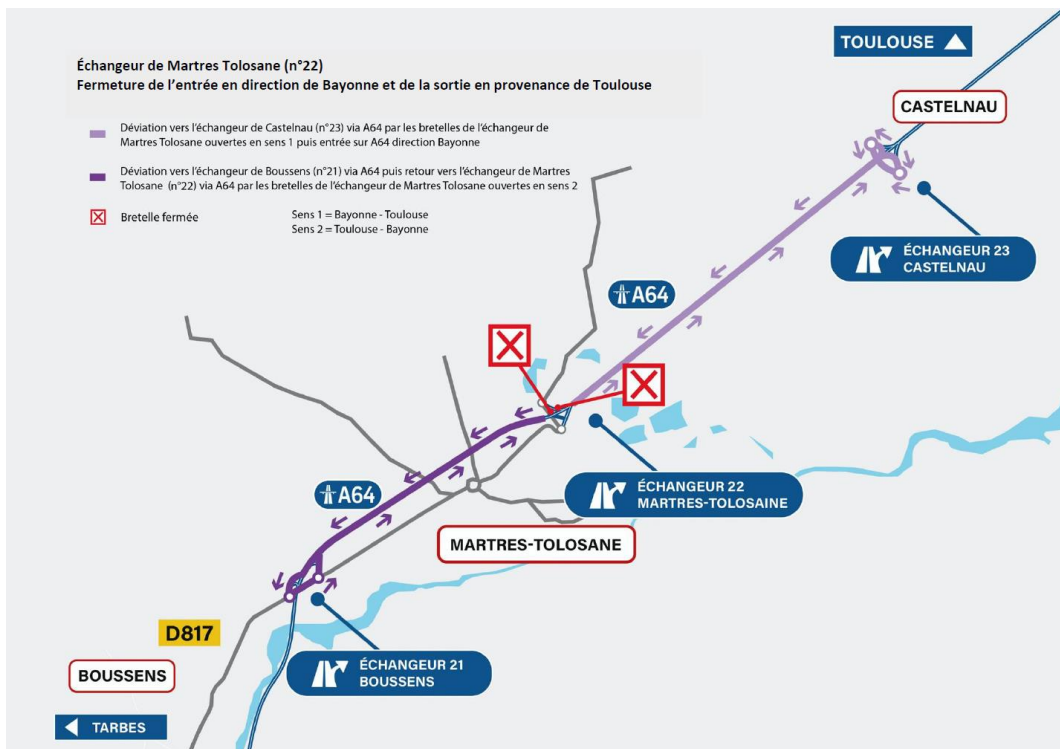 TOULOUSE
Échangeur de Martres Tolosane (n°22)
Fermeture de l'entrée en direction de Bayonne et de la sortie en provenance de Toulouse
CASTELNAU
Déviation vers l'échangeur de Castelnau (n°23) via A64 par les bretelles de l'échangeur de
Martres Tolosane ouvertes en sens 1 puis entrée sur A64 direction Bayonne
Déviation vers l'échangeur de Boussens (n°21) via A64 puis retour vers l'échangeur de Martres
Tolosane (n°22) via A64 par les bretelles de l'échangeur de Martres Tolosane ouvertes en sens 2
Bretelle fermée
Sens 1 = Bayonne - Toulouse
Sens 2 = Toulouse - Bayonne
ÉCHANGEUR 23
CASTELNAU
A64
ÉCHANGEUR 22
MARTRES-TOLOSAINE
A64
MARTRES-TOLOSANE
D817
ÉCHANGEUR 21
BOUSSENS
BOUSSENS
TARBES